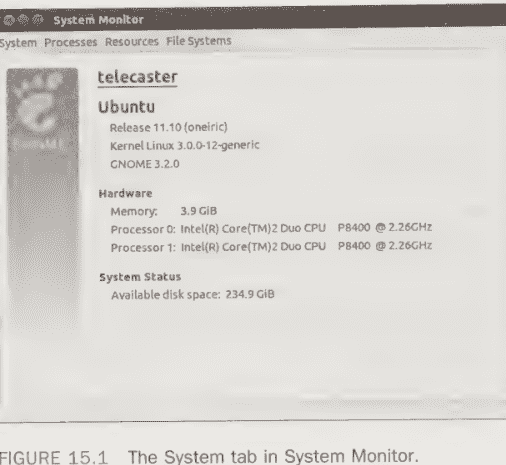 System Monitor
System Processes Resources File Systems
telecaster
Ubuntu
Release 11.10 (oneiric)
Kernel Linux 3.0.0-12-generic
GNOME 3.2.0
Hardware
Memory: 3.9 GiB
Processor 0: Intel(R) Core(TM)2 Duo CPU P8400 @ 2.26GHz
Processor 1: Intel(R) Core(TM)2 Duo CPU P8400 @ 2.26GHz
System Status
Available disk space: 234.9 GiB
FIGURE 15.1 The System tab in System Monitor.